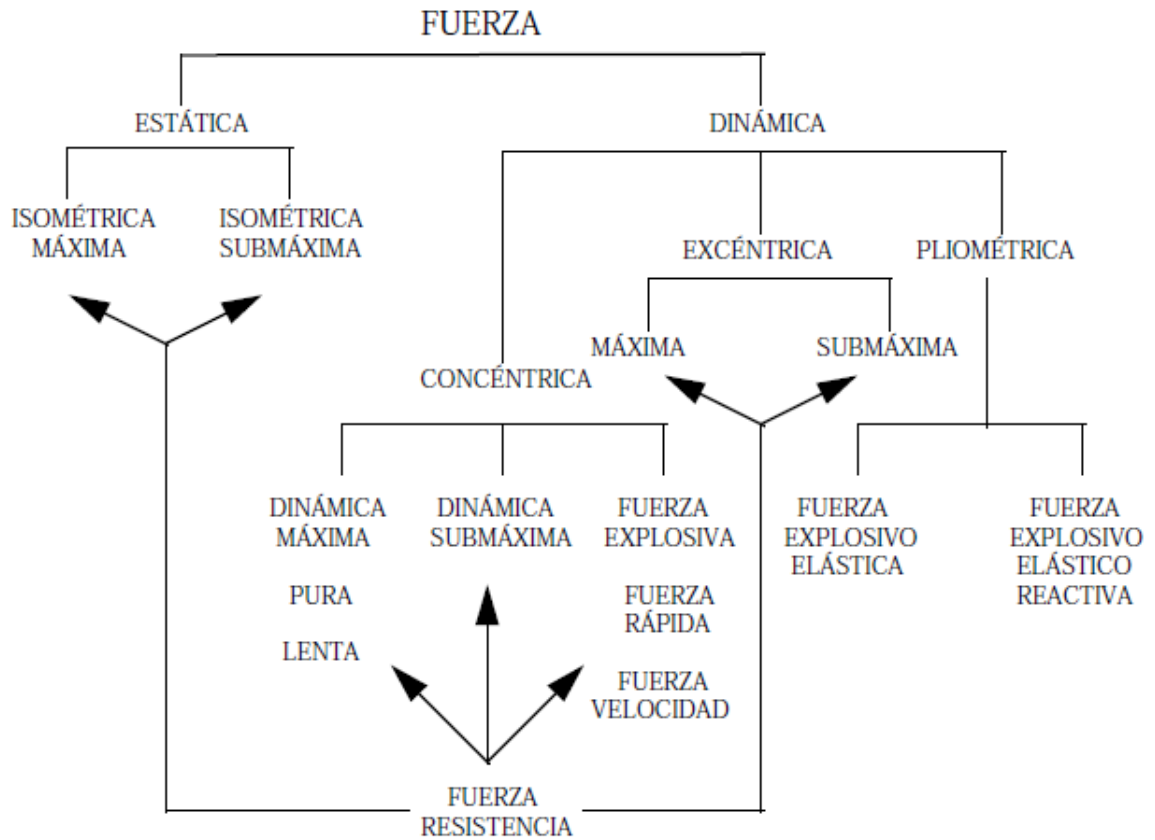 FUERZA
ESTÁTICA
DINÁMICA
ISOMÉTRICA
MÁXIMA
ISOMÉTRICA
SUBMÁXIMA
EXCÉNTRICA
PLIOMÉTRICA
MÁXIMA
SUBMÁXIMA
CONCÉNTRICA
DINÁMICA
MÁXIMA
PURA
LENTA
DINÁMICA
SUBMÁXIMA
FUERZA
EXPLOSIVA
FUERZA
RÁPIDA
FUERZA
VELOCIDAD
FUERZA
EXPLOSIVO
ELÁSTICA
FUERZA
EXPLOSIVO
ELÁSTICO
REACTIVA
FUERZA
RESISTENCIA